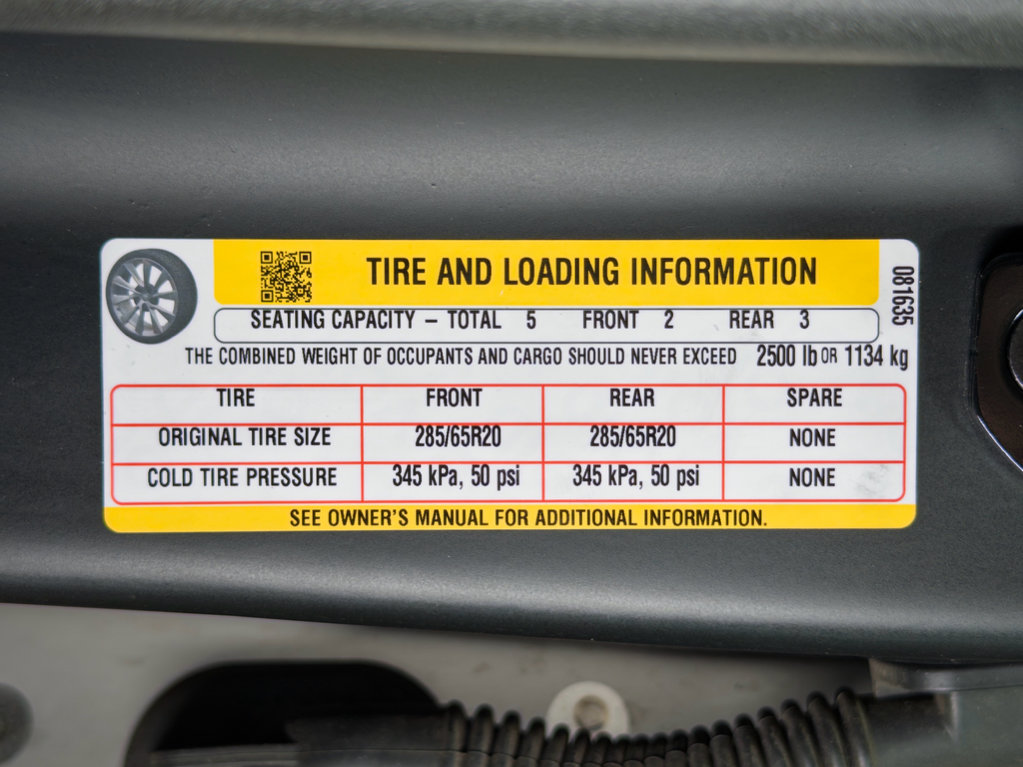 TIRE AND LOADING INFORMATION
081635
SEATING CAPACITY – TOTAL 5 FRONT 2 REAR 3
THE COMBINED WEIGHT OF OCCUPANTS AND CARGO SHOULD NEVER EXCEED 2500 lb OR 1134 kg
TIRE FRONT REAR SPARE
ORIGINAL TIRE SIZE 285/65R20 285/65R20 NONE
COLD TIRE PRESSURE 345 kPa, 50 psi 345 kPa, 50 psi NONE
SEE OWNER'S MANUAL FOR ADDITIONAL INFORMATION.